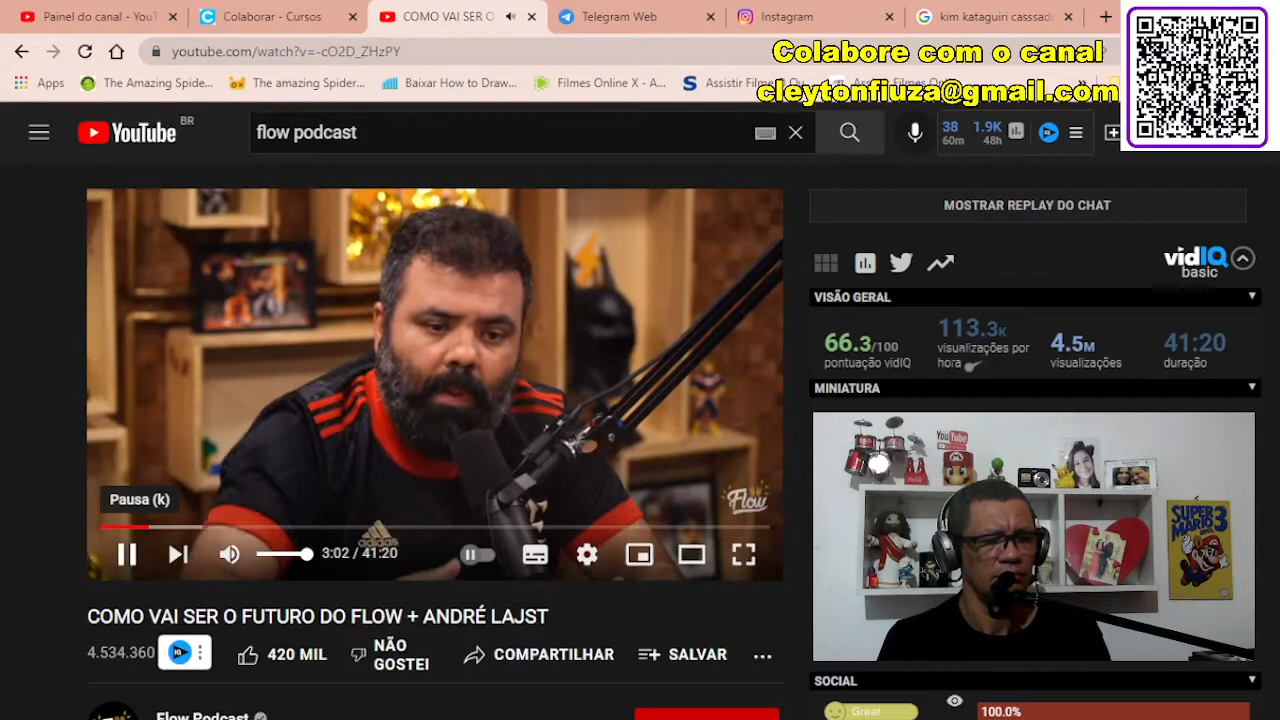 Painel do canal - YouT
Colaborar - Cursos
COMO VAI SER O
Telegram Web
Instagram
kim kataguiri casssad
youtube.com/watch?v=-cO2D_ZHzPY
Colabore com o canal
cleytonfiuza@gmail.com
Apps
The Amazing Spide...
The amazing Spider...
Baixar How to Draw...
Filmes Online X - A...
YouTube
BR
flow podcast
38
60m
1.9K
48h
MOSTRAR REPLAY DO CHAT
vidIQ
basic
VISÃO GERAL
66.3/100
pontuação vidIQ
113.3K
visualizações por
hora
4.5M
visualizações
41:20
duração
MINIATURA
Pausa (k)
Flow
adidas
3:02 / 41:20
YouTube
SUPER
MARIO 3
COMO VAI SER O FUTURO DO FLOW + ANDRÉ LAJST
4.534.360
IQ
420 MIL
NÃO
GOSTEI
COMPARTILHAR
SALVAR
SOCIAL
Great
100.0%
Flow Podcast